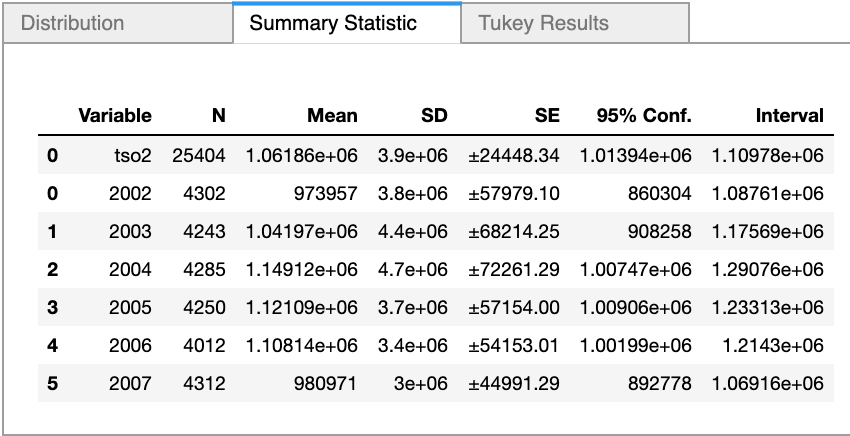 Distribution Summary Statistic Tukey Results
Variable N Mean SD SE 95% Conf. Interval
0 tso2 25404 1.06186e+06 3.9e+06 ±24448.34 1.01394e+06 1.10978e+06
0 2002 4302 973957 3.8e+06 ±57979.10 860304 1.08761e+06
1 2003 4243 1.04197e+06 4.4e+06 ±68214.25 908258 1.17569e+06
2 2004 4285 1.14912e+06 4.7e+06 ±72261.29 1.00747e+06 1.29076e+06
3 2005 4250 1.12109e+06 3.7e+06 ±57154.00 1.00906e+06 1.23313e+06
4 2006 4012 1.10814e+06 3.4e+06 ±54153.01 1.00199e+06 1.2143e+06
5 2007 4312 980971 3e+06 ±44991.29 892778 1.06916e+06